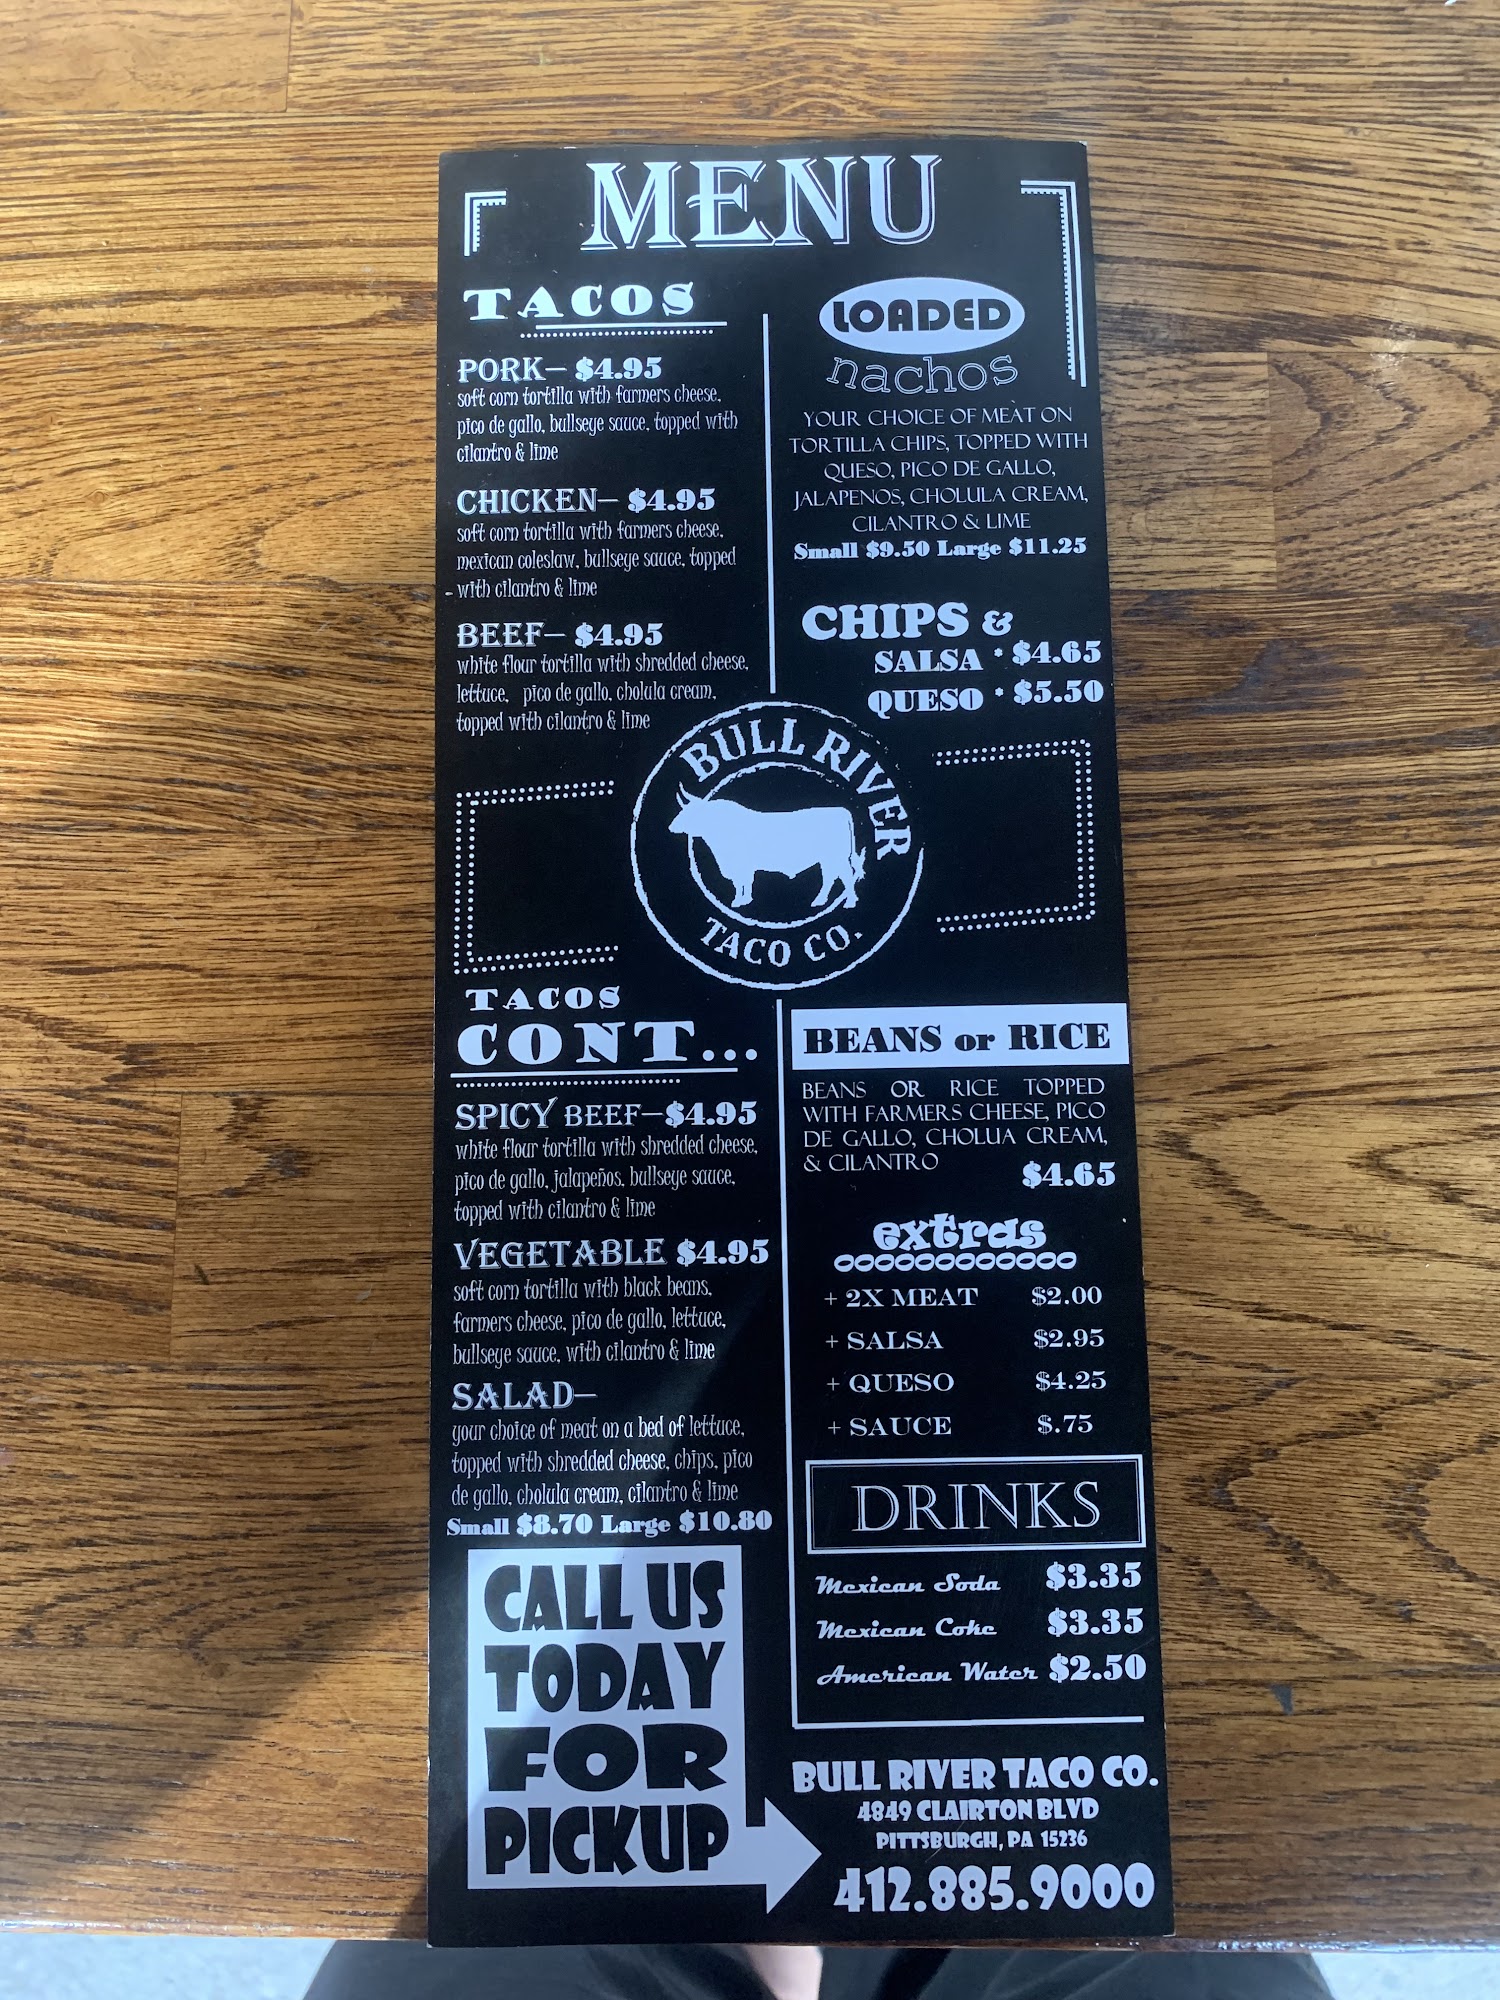 MENU
TACOS
PORK– $4.95
soft corn tortilla with farmers cheese,
pico de gallo, bullseye sauce, topped with
cilantro & lime
CHICKEN– $4.95
soft corn tortilla with farmers cheese,
mexican coleslaw, bullseye sauce, topped
- with cilantro & lime
BEEF– $4.95
white flour tortilla with shredded cheese,
lettuce, pico de gallo, cholula cream,
topped with cilantro & lime
LOADED
nachos
YOUR CHOICE OF MEAT ON
TORTILLA CHIPS, TOPPED WITH
QUESO, PICO DE GALLO,
JALAPENOS, CHOLULA CREAM,
CILANTRO & LIME
Small $9.50 Large $11.25
CHIPS &
SALSA * $4.65
QUESO * $5.50
BULL RIVER
TACO CO.
TACOS
CONT...
SPICY BEEF–$4.95
white flour tortilla with shredded cheese,
pico de gallo, jalapeños, bullseye sauce,
topped with cilantro & lime
VEGETABLE $4.95
soft corn tortilla with black beans,
farmers cheese, pico de gallo, lettuce,
bullseye sauce, with cilantro & lime
SALAD–
your choice of meat on a bed of lettuce,
topped with shredded cheese, chips, pico
de gallo, cholula cream, cilantro & lime
Small $8.70 Large $10.80
CALL US
TODAY
FOR
PICKUP
BEANS or RICE
BEANS OR RICE TOPPED
WITH FARMERS CHEESE, PICO
DE GALLO, CHOLUA CREAM,
& CILANTRO $4.65
extras
+ 2X MEAT $2.00
+ SALSA $2.95
+ QUESO $4.25
+ SAUCE $.75
DRINKS
Mexican Soda $3.35
Mexican Coke $3.35
American Water $2.50
BULL RIVER TACO CO.
4849 CLAIRTON BLVD
PITTSBURGH, PA 15236
412.885.9000